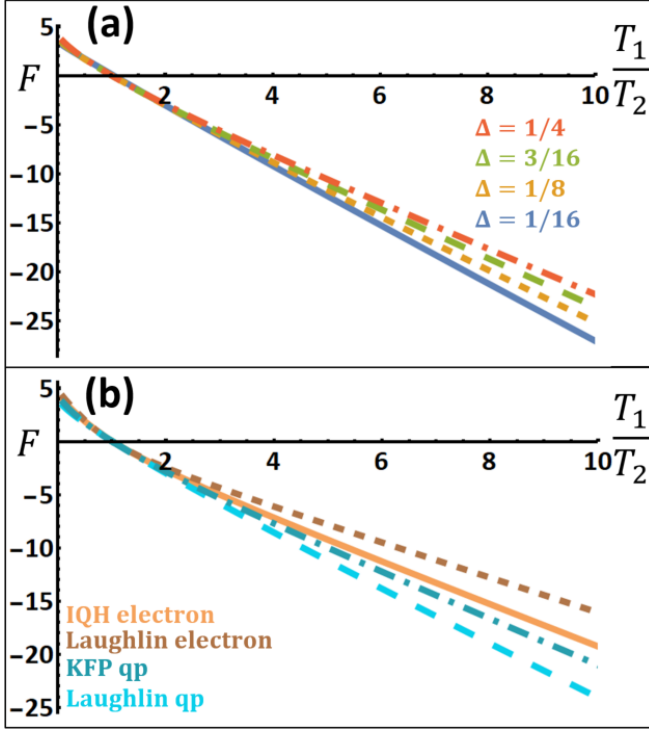 5
(a)
T₁
T₂
F
2
4
6
8
10
−5
−10
−15
−20
−25
Δ = 1/4
Δ = 3/16
Δ = 1/8
Δ = 1/16
5
(b)
T₁
T₂
F
2
4
6
8
10
−5
−10
−15
−20
−25
IQH electron
Laughlin electron
KFP qp
Laughlin qp